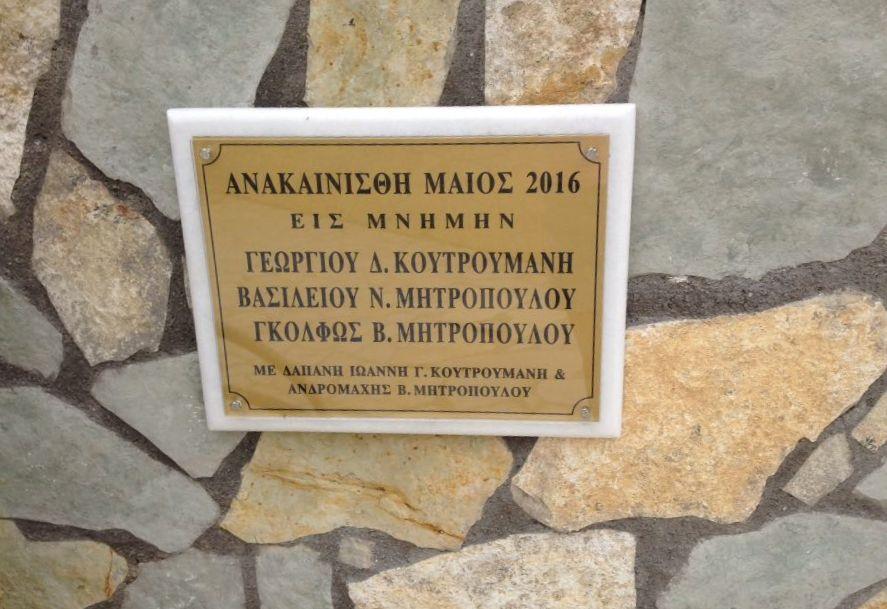 ΑΝΑΚΑΙΝΙΣΘΗ ΜΑΙΟΣ 2016
ΕΙΣ ΜΝΗΜΗΝ
ΓΕΩΡΓΙΟΥ Δ. ΚΟΥΤΡΟΥΜΑΝΗ
ΒΑΣΙΛΕΙΟΥ Ν. ΜΗΤΡΟΠΟΥΛΟΥ
ΓΚΟΛΦΩΣ Β. ΜΗΤΡΟΠΟΥΛΟΥ
ΜΕ ΔΑΠΑΝΗ ΙΩΑΝΝΗ Γ. ΚΟΥΤΡΟΥΜΑΝΗ &
ΑΝΔΡΟΜΑΧΗΣ Β. ΜΗΤΡΟΠΟΥΛΟΥ